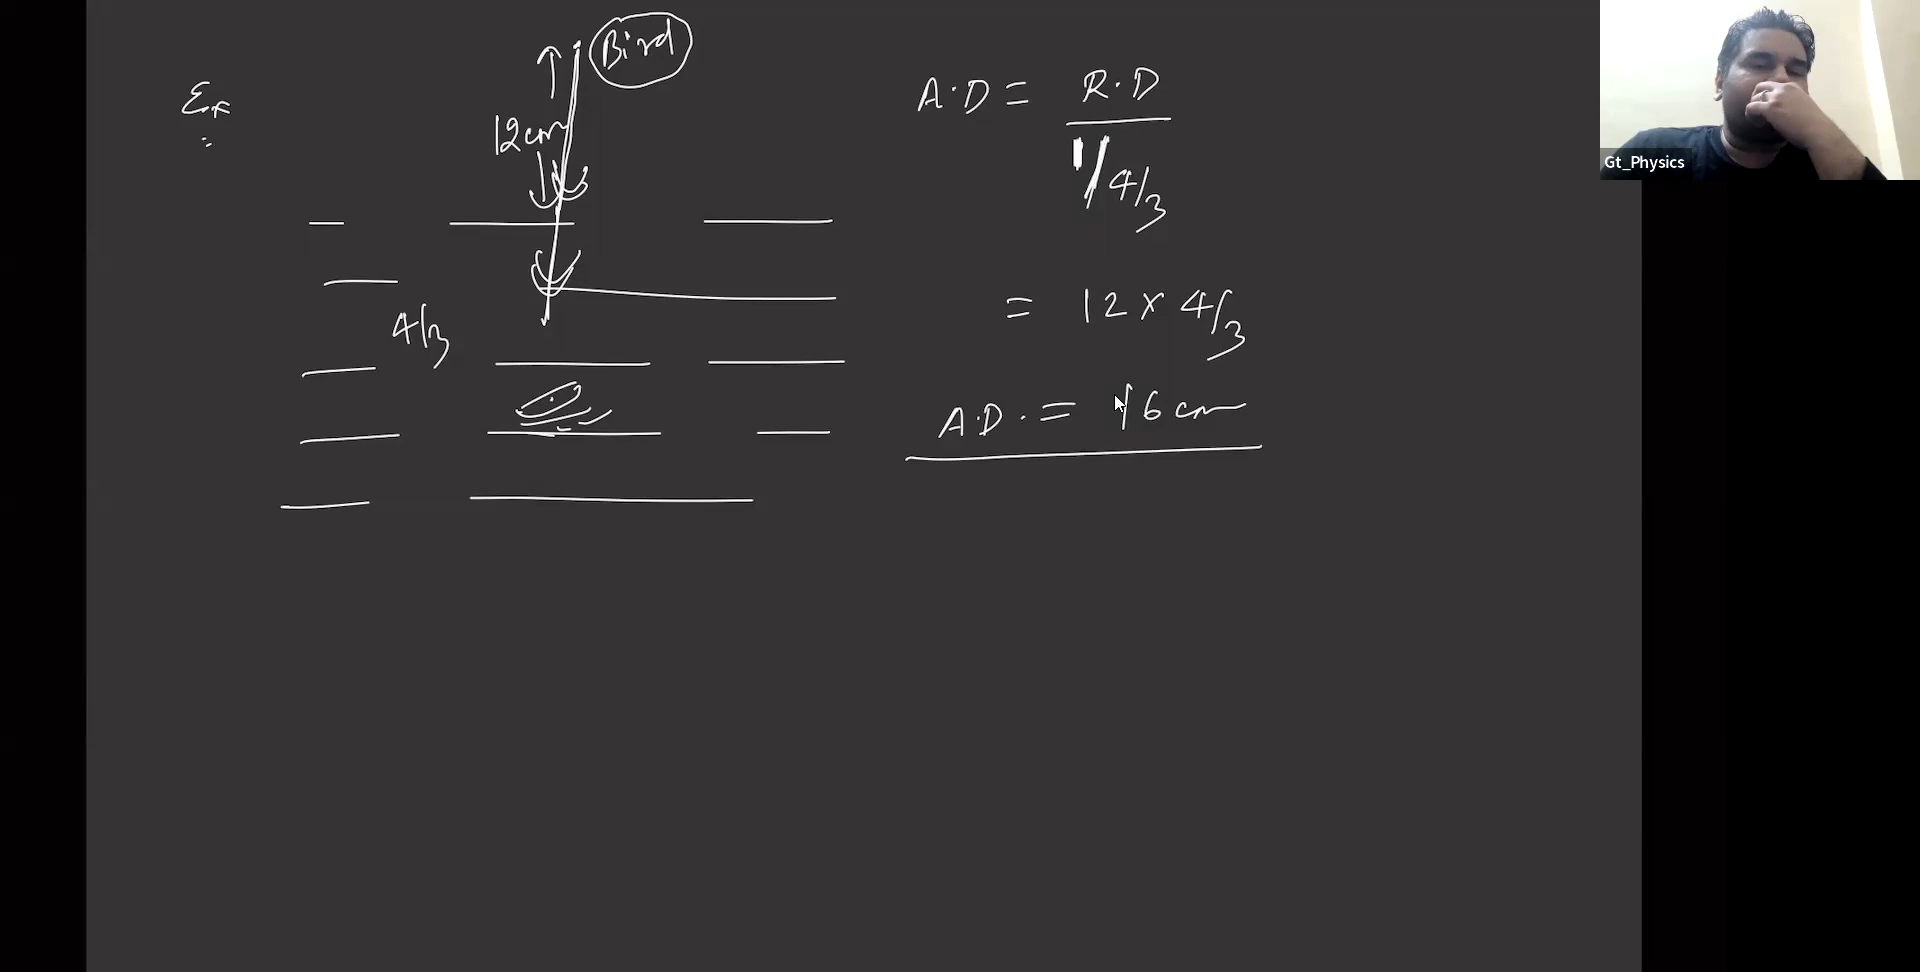 Ex
Bird
12cm
4/3
A.D = R.D
1/4/3
= 12 x 4/3
A.D. = 16 cm
Gt_Physics